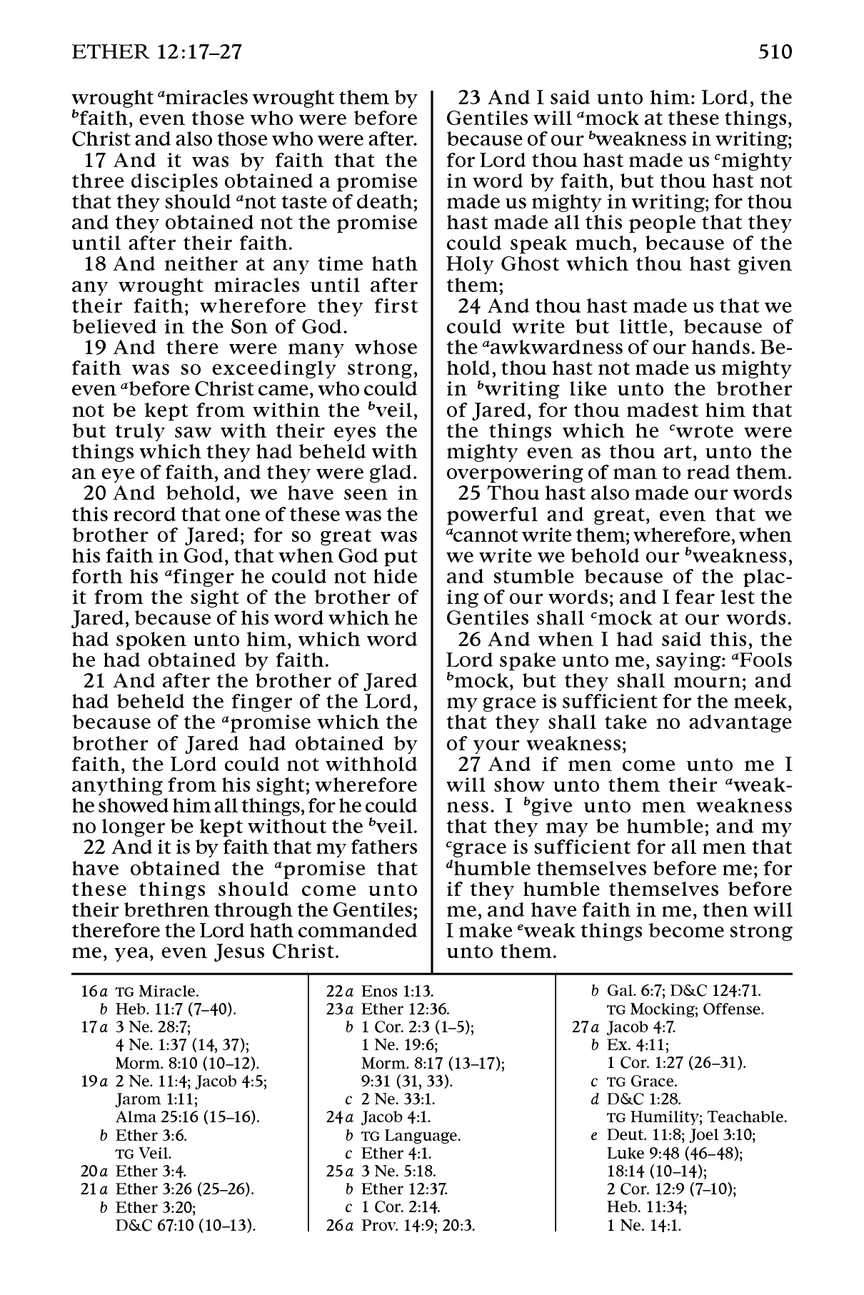 ETHER 12:17–27
510
wrought ᵃmiracles wrought them by
ᵇfaith, even those who were before
Christ and also those who were after.
17 And it was by faith that the
three disciples obtained a promise
that they should ᵃnot taste of death;
and they obtained not the promise
until after their faith.
18 And neither at any time hath
any wrought miracles until after
their faith; wherefore they first
believed in the Son of God.
19 And there were many whose
faith was so exceedingly strong,
even ᵃbefore Christ came, who could
not be kept from within the ᵇveil,
but truly saw with their eyes the
things which they had beheld with
an eye of faith, and they were glad.
20 And behold, we have seen in
this record that one of these was the
brother of Jared; for so great was
his faith in God, that when God put
forth his ᵃfinger he could not hide
it from the sight of the brother of
Jared, because of his word which he
had spoken unto him, which word
he had obtained by faith.
21 And after the brother of Jared
had beheld the finger of the Lord,
because of the ᵃpromise which the
brother of Jared had obtained by
faith, the Lord could not withhold
anything from his sight; wherefore
he showed him all things, for he could
no longer be kept without the ᵇveil.
22 And it is by faith that my fathers
have obtained the ᵃpromise that
these things should come unto
their brethren through the Gentiles;
therefore the Lord hath commanded
me, yea, even Jesus Christ.
23 And I said unto him: Lord, the
Gentiles will ᵃmock at these things,
because of our ᵇweakness in writing;
for Lord thou hast made us ᶜmighty
in word by faith, but thou hast not
made us mighty in writing; for thou
hast made all this people that they
could speak much, because of the
Holy Ghost which thou hast given
them;
24 And thou hast made us that we
could write but little, because of
the ᵃawkwardness of our hands. Be-
hold, thou hast not made us mighty
in ᵇwriting like unto the brother
of Jared, for thou madest him that
the things which he ᶜwrote were
mighty even as thou art, unto the
overpowering of man to read them.
25 Thou hast also made our words
powerful and great, even that we
ᵃcannot write them; wherefore, when
we write we behold our ᵇweakness,
and stumble because of the plac-
ing of our words; and I fear lest the
Gentiles shall ᶜmock at our words.
26 And when I had said this, the
Lord spake unto me, saying: ᵃFools
ᵇmock, but they shall mourn; and
my grace is sufficient for the meek,
that they shall take no advantage
of your weakness;
27 And if men come unto me I
will show unto them their ᵃweak-
ness. I ᵇgive unto men weakness
that they may be humble; and my
ᶜgrace is sufficient for all men that
ᵈhumble themselves before me; for
if they humble themselves before
me, and have faith in me, then will
I make ᵉweak things become strong
unto them.
16a TG Miracle.
b Heb. 11:7 (7–40).
17a 3 Ne. 28:7;
4 Ne. 1:37 (14, 37);
Morm. 8:10 (10–12).
19a 2 Ne. 11:4; Jacob 4:5;
Jarom 1:11;
Alma 25:16 (15–16).
b Ether 3:6.
TG Veil.
20a Ether 3:4.
21a Ether 3:26 (25–26).
b Ether 3:20;
D&C 67:10 (10–13).
22a Enos 1:13.
23a Ether 12:36.
b 1 Cor. 2:3 (1–5);
1 Ne. 19:6;
Morm. 8:17 (13–17);
9:31 (31, 33).
c 2 Ne. 33:1.
24a Jacob 4:1.
b TG Language.
c Ether 4:1.
25a 3 Ne. 5:18.
b Ether 12:37.
c 1 Cor. 2:14.
26a Prov. 14:9; 20:3.
b Gal. 6:7; D&C 124:71.
TG Mocking; Offense.
27a Jacob 4:7.
b Ex. 4:11;
1 Cor. 1:27 (26–31).
c TG Grace.
d D&C 1:28.
TG Humility; Teachable.
e Deut. 11:8; Joel 3:10;
Luke 9:48 (46–48);
18:14 (10–14);
2 Cor. 12:9 (7–10);
Heb. 11:34;
1 Ne. 14:1.